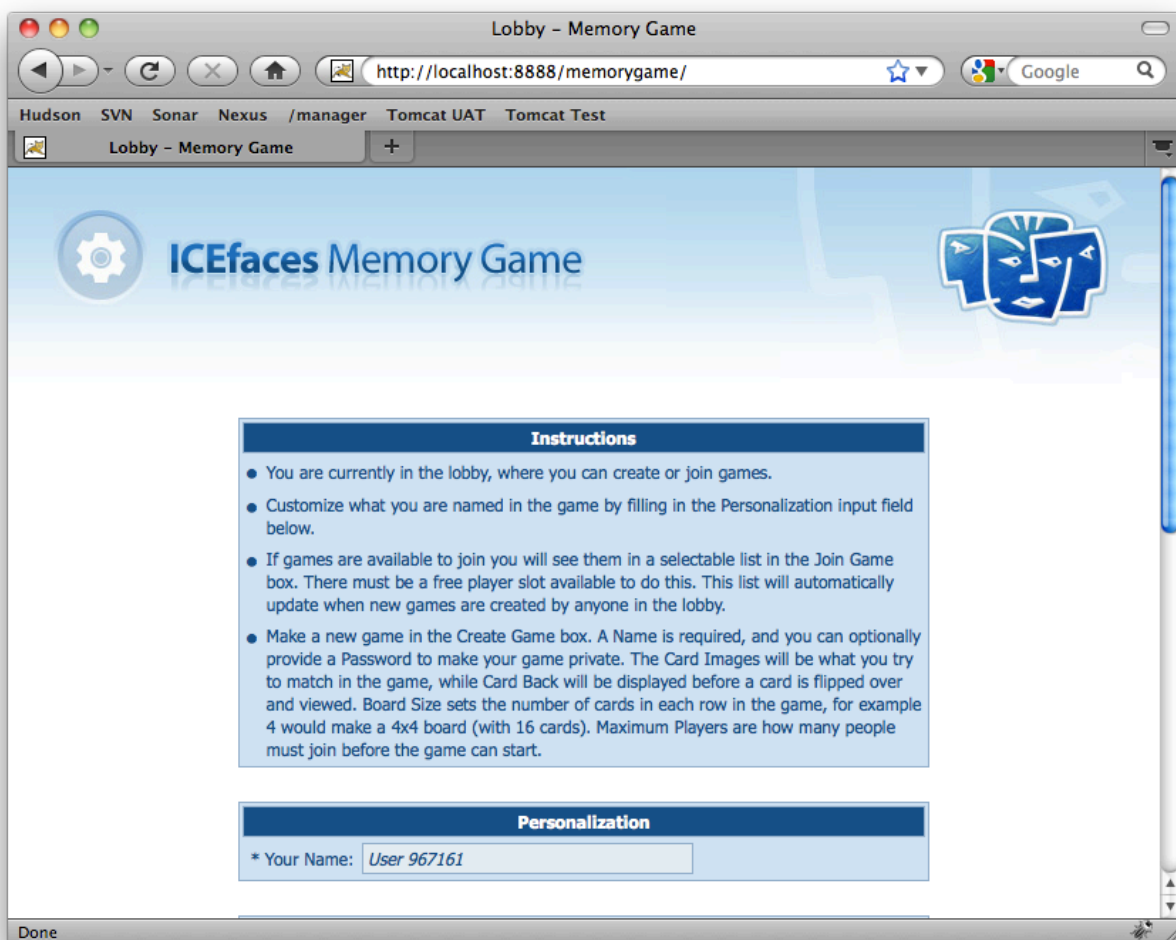 Lobby – Memory Game
http://localhost:8888/memorygame/
Google
Hudson SVN Sonar Nexus /manager Tomcat UAT Tomcat Test
Lobby – Memory Game
ICEfaces Memory Game
Instructions
You are currently in the lobby, where you can create or join games.
Customize what you are named in the game by filling in the Personalization input field
below.
If games are available to join you will see them in a selectable list in the Join Game
box. There must be a free player slot available to do this. This list will automatically
update when new games are created by anyone in the lobby.
Make a new game in the Create Game box. A Name is required, and you can optionally
provide a Password to make your game private. The Card Images will be what you try
to match in the game, while Card Back will be displayed before a card is flipped over
and viewed. Board Size sets the number of cards in each row in the game, for example
4 would make a 4x4 board (with 16 cards). Maximum Players are how many people
must join before the game can start.
Personalization
* Your Name: User 967161
Done